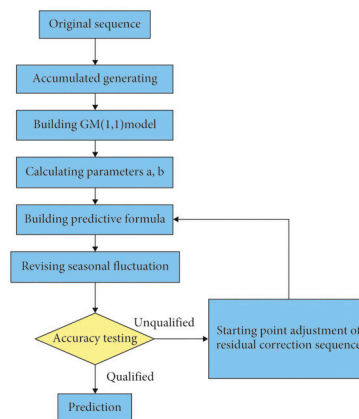 Original sequence
Accumulated generating
Building GM(1,1)model
Calculating parameters a, b
Building predictive formula
Revising seasonal fluctuation
Accuracy testing
Unqualified
Starting point adjustment of
residual correction sequence
Qualified
Prediction